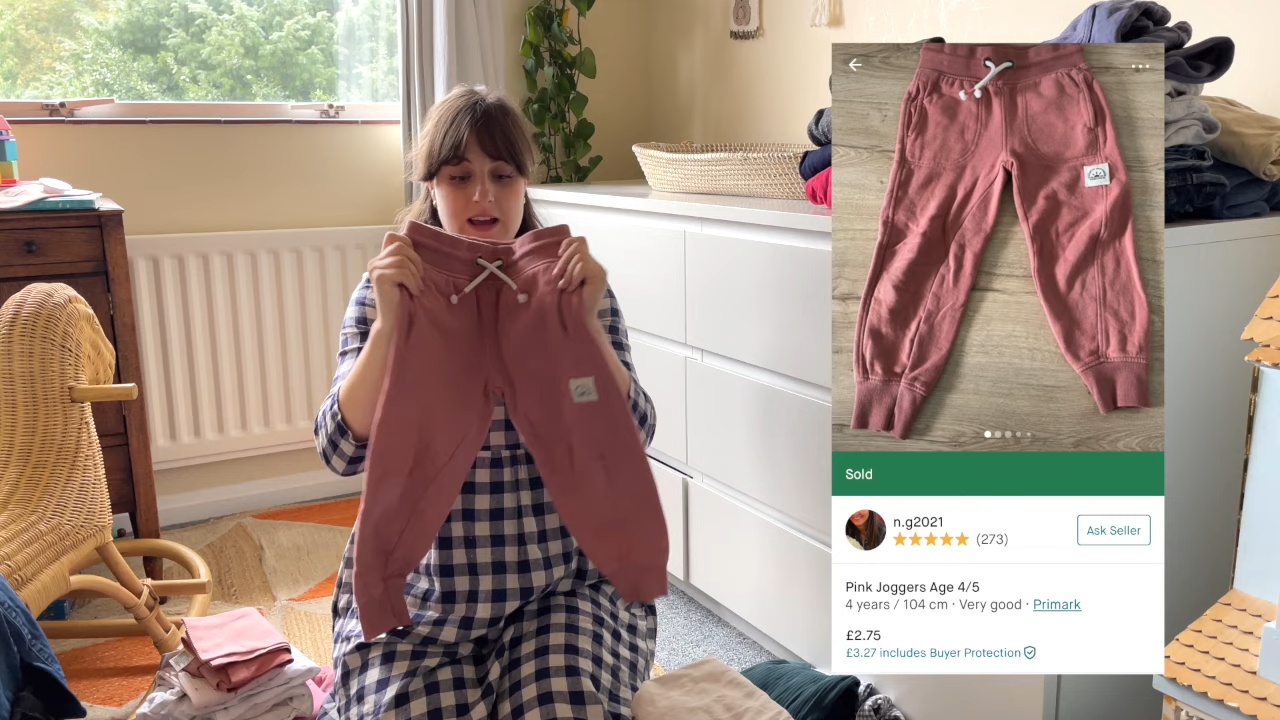 Sold
n.g2021
(273)
Ask Seller
Pink Joggers Age 4/5
4 years / 104 cm · Very good · Primark
£2.75
£3.27 includes Buyer Protection